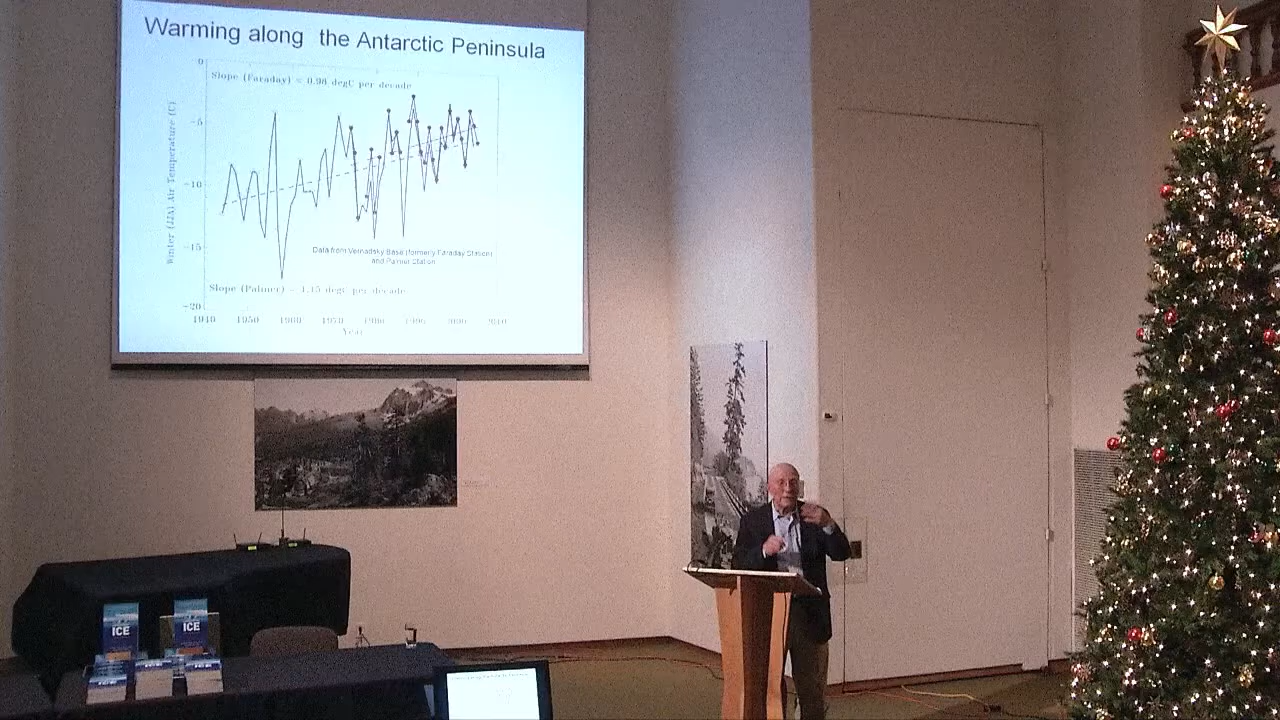 Warming along the Antarctic Peninsula
0
Slope (Faraday) = 0.98 degC per decade
-5
Winter (JJA) Air Temperature (C)
-10
-15
Data from Vernadsky Base (formerly Faraday Station)
and Palmer Station
Slope (Palmer) = 1.15 degC per decade
-20
1940 1950 1960 1970 1980 1990 2000 2010
Year
ICE
ICE